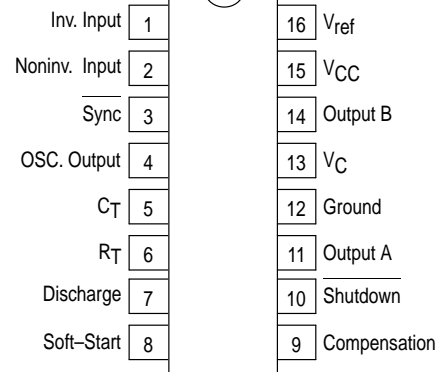 Inv. Input 1 16 Vref
Noninv. Input 2 15 VCC
Sync 3 14 Output B
OSC. Output 4 13 VC
CT 5 12 Ground
RT 6 11 Output A
Discharge 7 10 Shutdown
Soft–Start 8 9 Compensation